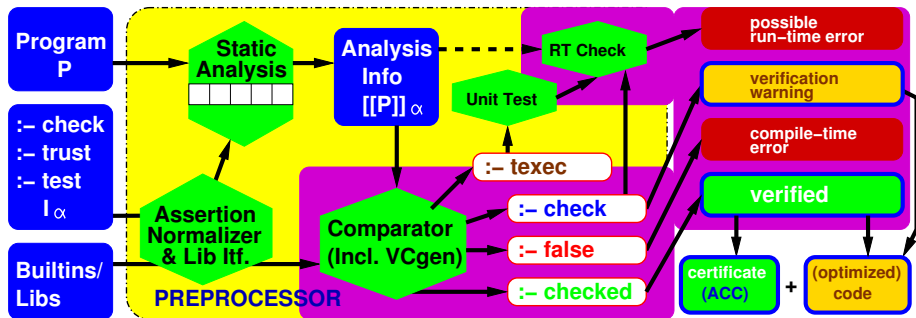 Program
P
:– check
:– trust
:– test
I α
Builtins/
Libs
Static
Analysis
Assertion
Normalizer
& Lib Itf.
PREPROCESSOR
Analysis
Info
[[P]] α
Comparator
(Incl. VCgen)
RT Check
Unit Test
:– texec
:– check
:– false
:– checked
possible
run–time error
verification
warning
compile–time
error
verified
certificate
(ACC)
+
(optimized)
code